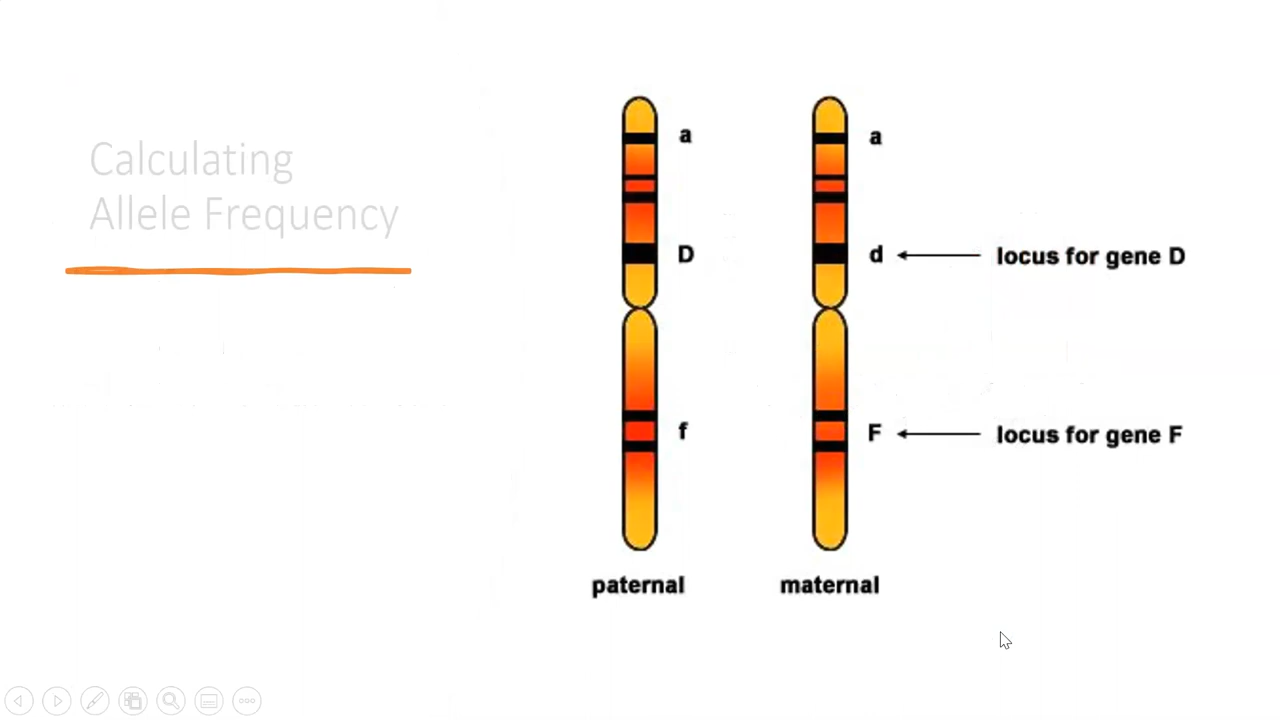 Calculating
Allele Frequency
a a
D d locus for gene D
f F locus for gene F
paternal maternal